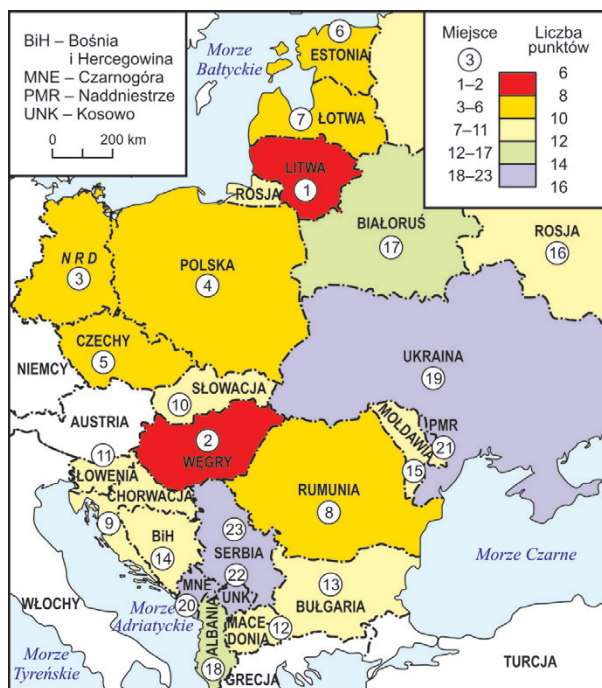 BiH – Bośnia
i Hercegowina
MNE – Czarnogóra
PMR – Naddniestrze
UNK – Kosowo
0 200 km
Morze
Bałtyckie
Miejsce
Liczba
punktów
3
1–2
3–6
7–11
12–17
18–23
6
8
10
12
14
16
6
ESTONIA
7
ŁOTWA
LITWA
1
ROSJA
BIAŁORUŚ
17
ROSJA
16
NRD
3
POLSKA
4
CZECHY
5
NIEMCY
UKRAINA
19
SŁOWACJA
10
AUSTRIA
MOŁDAWIA
15
PMR
21
2
WĘGRY
11
SŁOWENIA
CHORWACJA
9
RUMUNIA
8
BiH
14
23
SERBIA
22
MNE
20
UNK
13
BUŁGARIA
Morze Czarne
WŁOCHY
Morze
Adriatyckie
ALBANIA
18
MACE-
DONIA
12
Morze
Tyreńskie
GRECJA
TURCJA